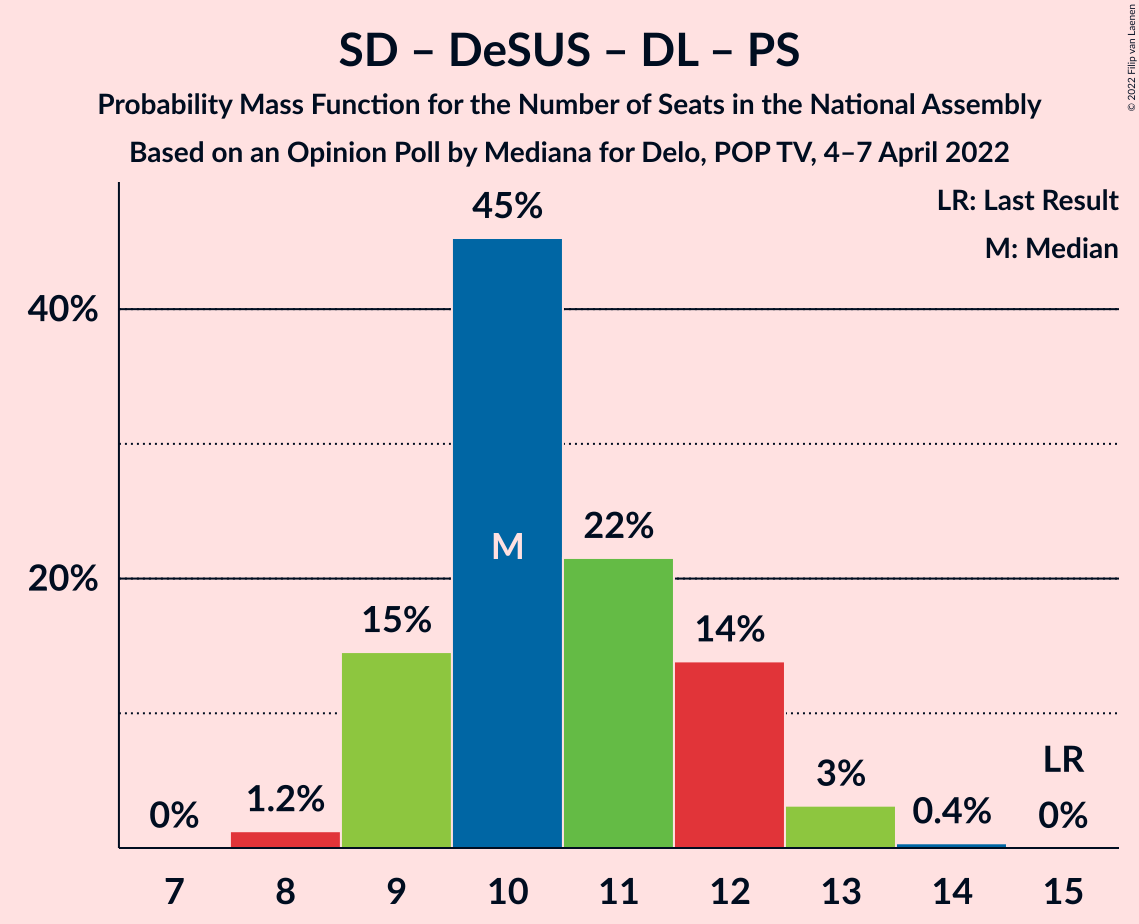 SD – DeSUS – DL – PS
Probability Mass Function for the Number of Seats in the National Assembly
Based on an Opinion Poll by Mediana for Delo, POP TV, 4–7 April 2022
© 2022 Filip van Laenen
LR: Last Result
M: Median
40%
20%
0%
1.2%
15%
45%
M
22%
14%
3%
0.4%
LR
0%
7 8 9 10 11 12 13 14 15